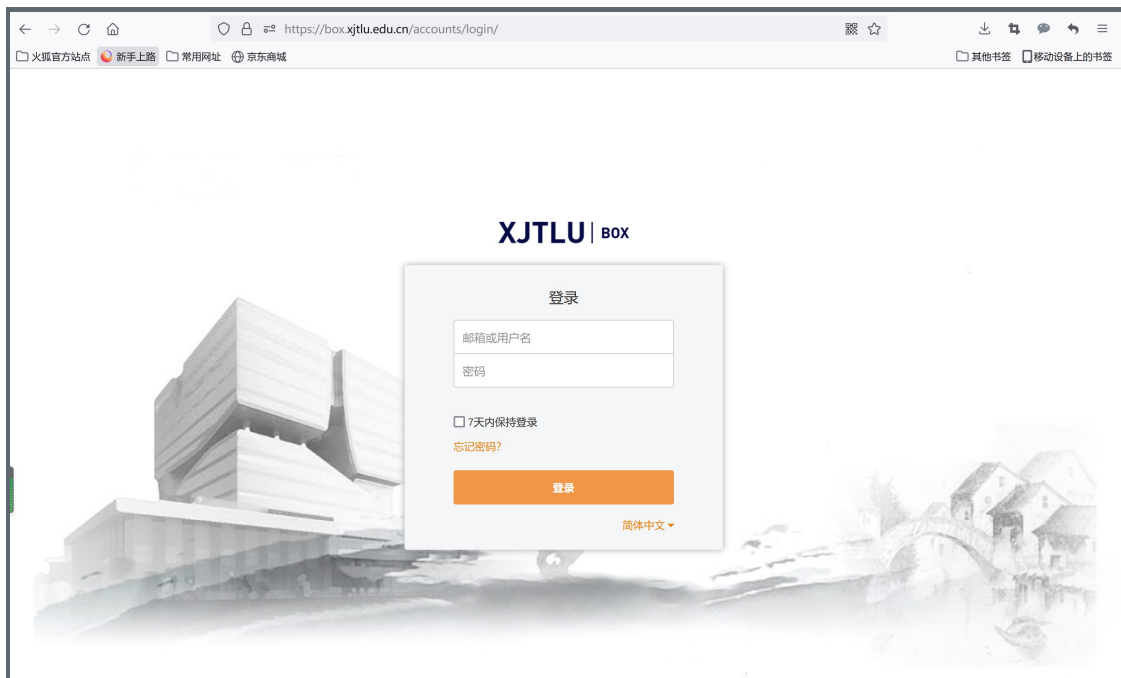 https://box.xjtlu.edu.cn/accounts/login/
火狐官方站点 新手上路 常用网址 京东商城 其他书签 移动设备上的书签
XJTLU BOX
登录
邮箱或用户名
密码
7天内保持登录
忘记密码?
登录
简体中文